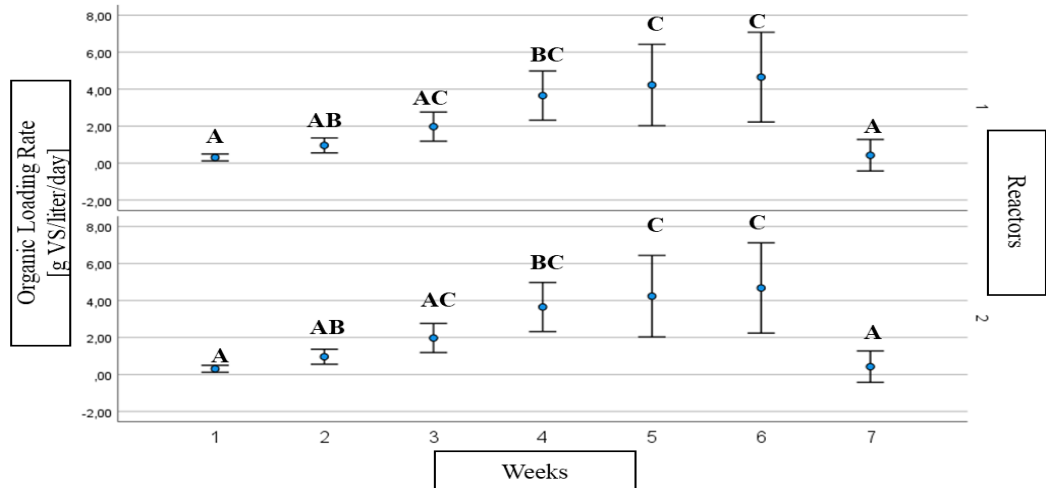 8,00
C
C
6,00
BC
4,00
AC
AB
2,00
A
A
,00
-2,00
1
8,00
C
C
6,00
BC
4,00
AC
AB
2,00
A
A
,00
-2,00
2
1 2 3 4 5 6 7
Weeks
Organic Loading Rate
[g VS/liter/day]
Reactors